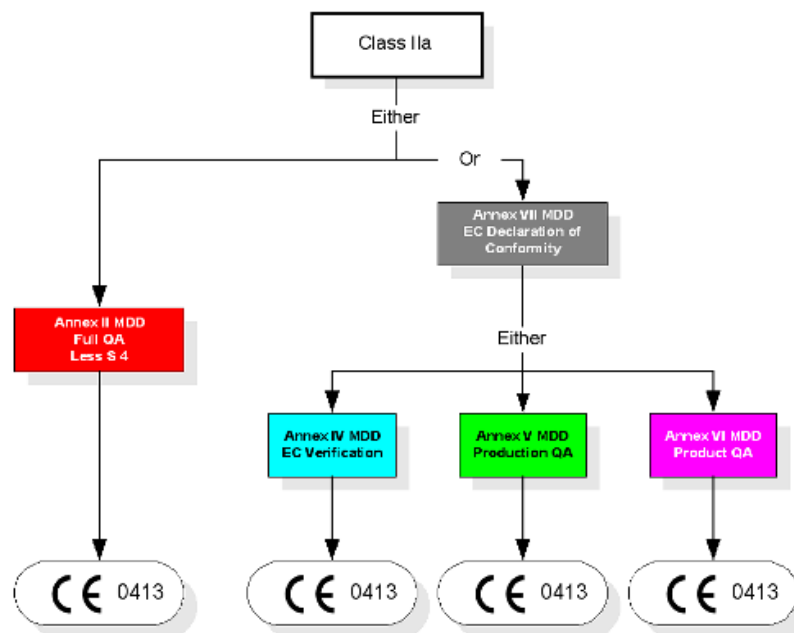 Class IIa
Either
Or
Annex VII MDD
EC Declaration of
Conformity
Annex II MDD
Full QA
Less S 4
Either
Annex IV MDD
EC Verification
Annex V MDD
Production QA
Annex VI MDD
Product QA
CE 0413
CE 0413
CE 0413
CE 0413